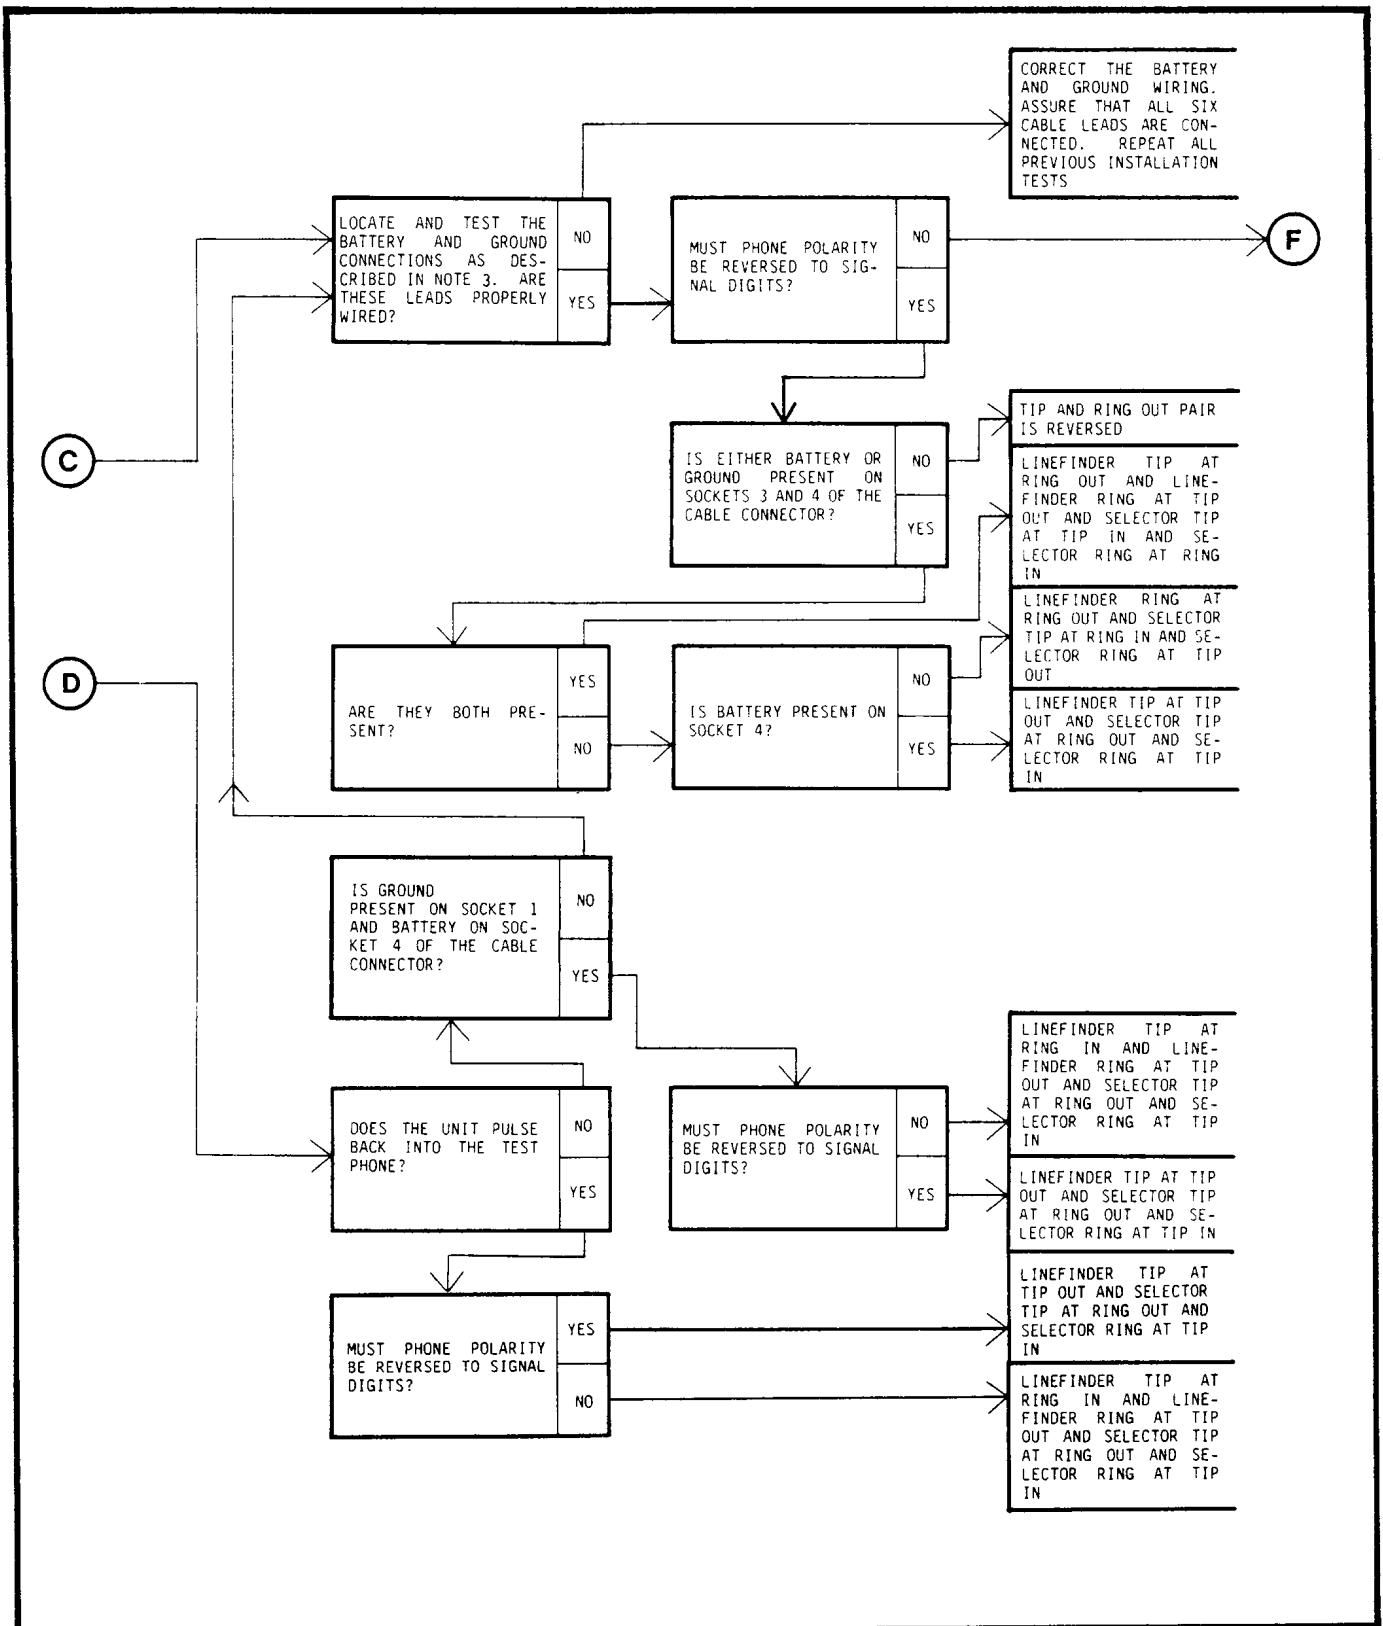 CORRECT THE BATTERY
AND GROUND WIRING.
ASSURE THAT ALL SIX
CABLE LEADS ARE CON-
NECTED. REPEAT ALL
PREVIOUS INSTALLATION
TESTS
LOCATE AND TEST THE
BATTERY AND GROUND
CONNECTIONS AS DES-
CRIBED IN NOTE 3. ARE
THESE LEADS PROPERLY
WIRED?
NO
YES
MUST PHONE POLARITY
BE REVERSED TO SIG-
NAL DIGITS?
NO
YES
F
C
IS EITHER BATTERY OR
GROUND PRESENT ON
SOCKETS 3 AND 4 OF THE
CABLE CONNECTOR?
NO
YES
TIP AND RING OUT PAIR
IS REVERSED
LINEFINDER TIP AT
RING OUT AND LINE-
FINDER RING AT TIP
OUT AND SELECTOR TIP
AT TIP IN AND SE-
LECTOR RING AT RING
IN
LINEFINDER RING AT
RING OUT AND SELECTOR
TIP AT RING IN AND SE-
LECTOR RING AT TIP
OUT
LINEFINDER TIP AT TIP
OUT AND SELECTOR TIP
AT RING OUT AND SE-
LECTOR RING AT TIP
IN
D
ARE THEY BOTH PRE-
SENT?
YES
NO
IS BATTERY PRESENT ON
SOCKET 4?
NO
YES
IS GROUND
PRESENT ON SOCKET 1
AND BATTERY ON SOC-
KET 4 OF THE CABLE
CONNECTOR?
NO
YES
DOES THE UNIT PULSE
BACK INTO THE TEST
PHONE?
NO
YES
MUST PHONE POLARITY
BE REVERSED TO SIGNAL
DIGITS?
NO
YES
LINEFINDER TIP AT
RING IN AND LINE-
FINDER RING AT TIP
OUT AND SELECTOR TIP
AT RING OUT AND SE-
LECTOR RING AT TIP
IN
LINEFINDER TIP AT TIP
OUT AND SELECTOR TIP
AT RING OUT AND SE-
LECTOR RING AT TIP IN
MUST PHONE POLARITY
BE REVERSED TO SIGNAL
DIGITS?
YES
NO
LINEFINDER TIP AT
TIP OUT AND SELECTOR
TIP AT RING OUT AND
SELECTOR RING AT TIP
IN
LINEFINDER TIP AT
RING IN AND LINE-
FINDER RING AT TIP
OUT AND SELECTOR TIP
AT RING OUT AND SE-
LECTOR RING AT TIP
IN